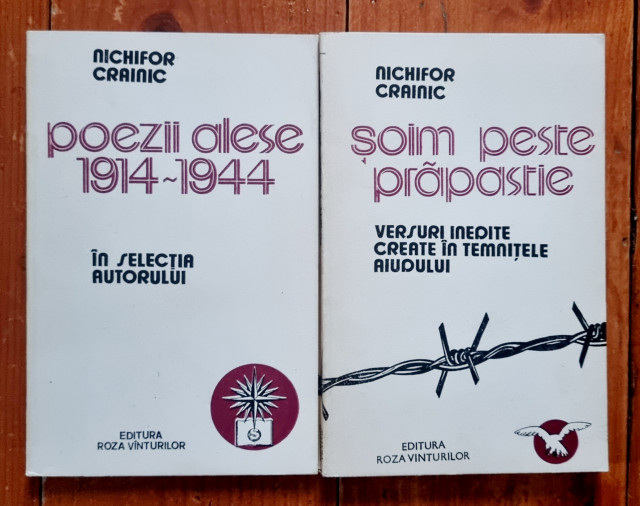 NICHIFOR
CRAINIC
poezii alese
1914~1944
ÎN SELECȚIA
AUTORULUI
EDITURA
ROZA VÎNTURILOR
NICHIFOR
CRAINIC
șoim peste
prăpastie
VERSURI INEDITE
CREATE ÎN TEMNIȚELE
AIUDULUI
EDITURA
ROZA VINTURILOR